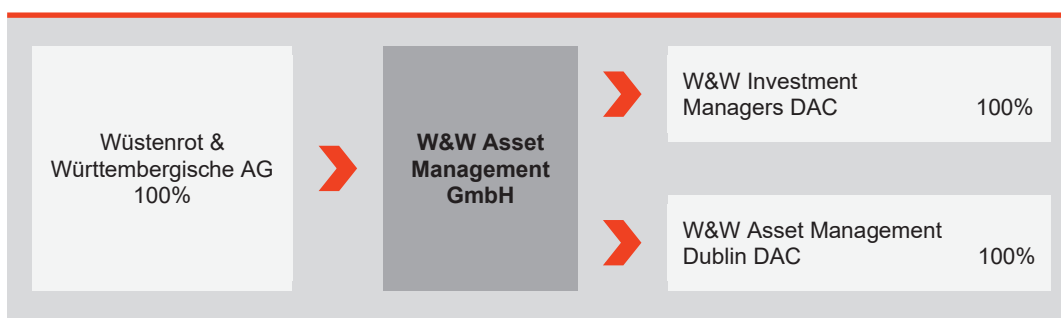 Wüstenrot &
Württembergische AG
100%
W&W Asset
Management
GmbH
W&W Investment
Managers DAC 100%
W&W Asset Management
Dublin DAC 100%